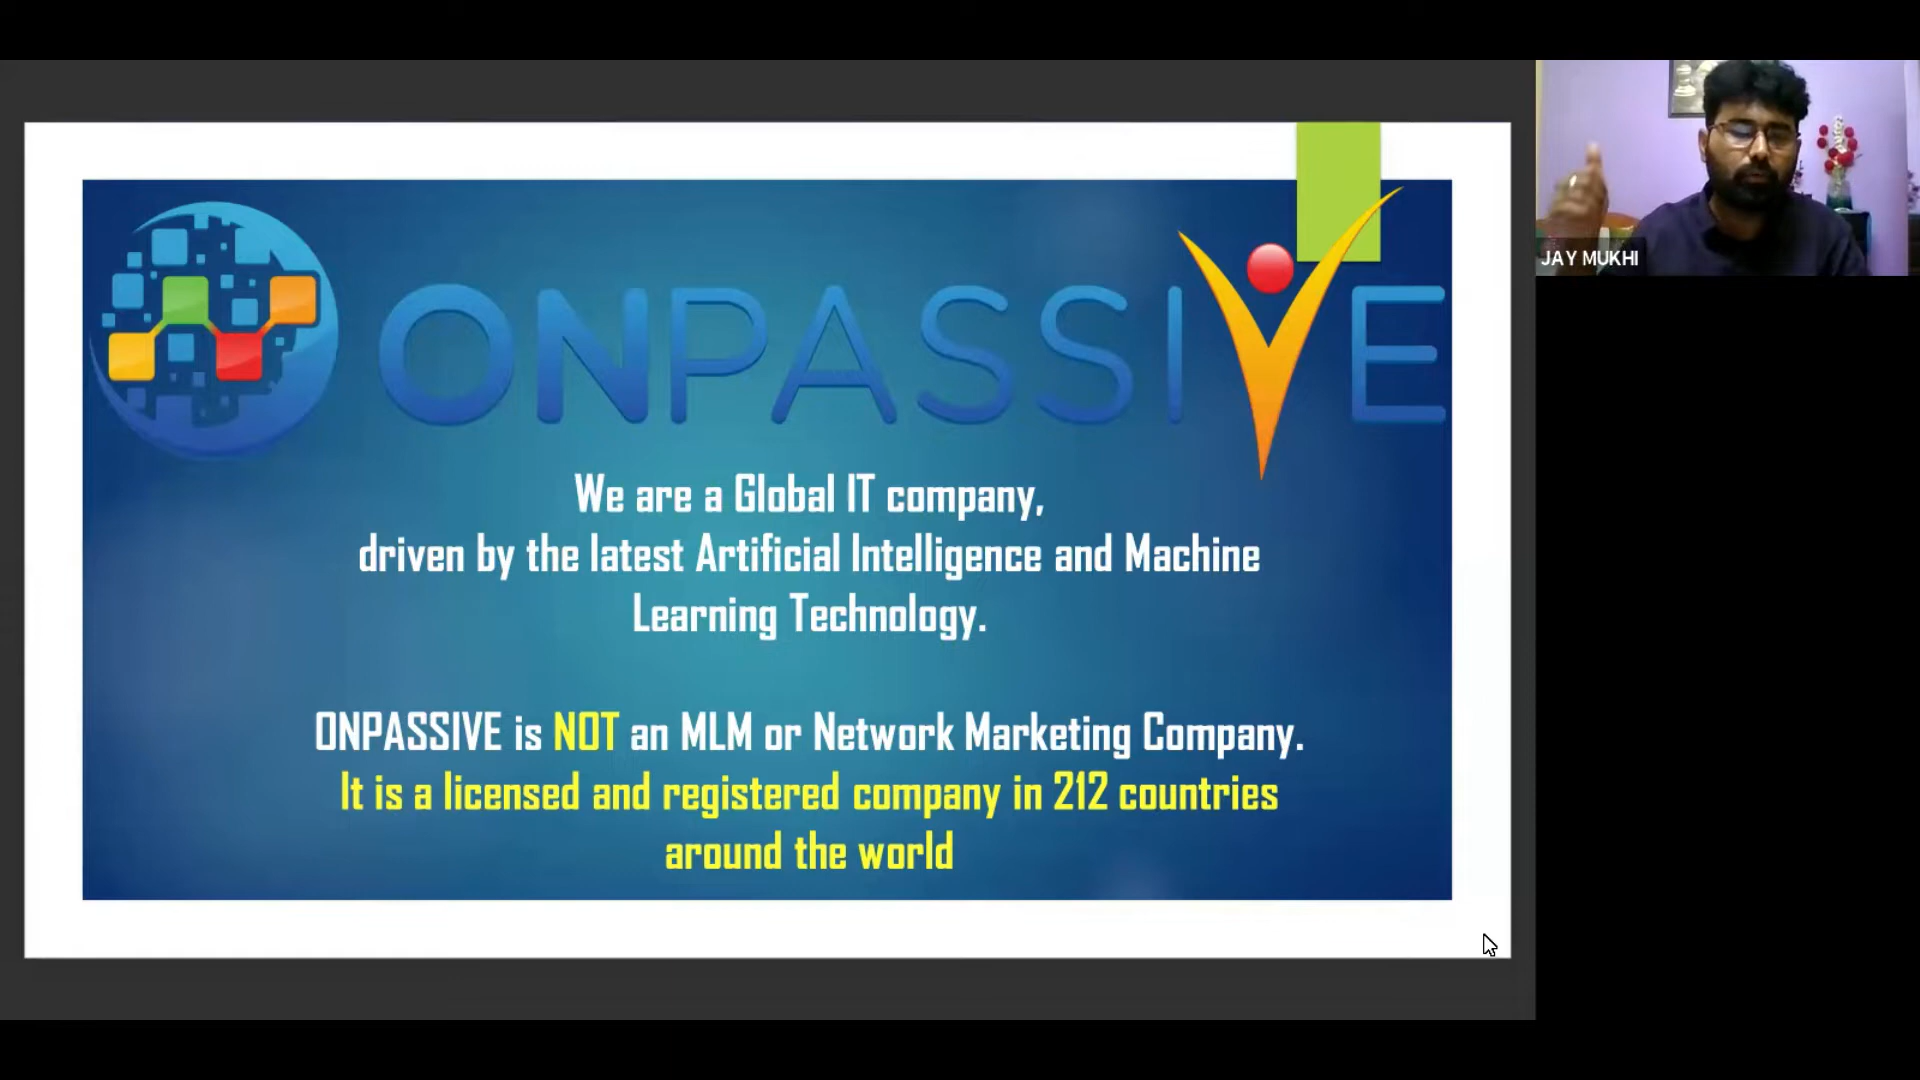 ONPASSIVE
We are a Global IT company,
driven by the latest Artificial Intelligence and Machine
Learning Technology.
ONPASSIVE is NOT an MLM or Network Marketing Company.
It is a licensed and registered company in 212 countries
around the world
JAY MUKHI